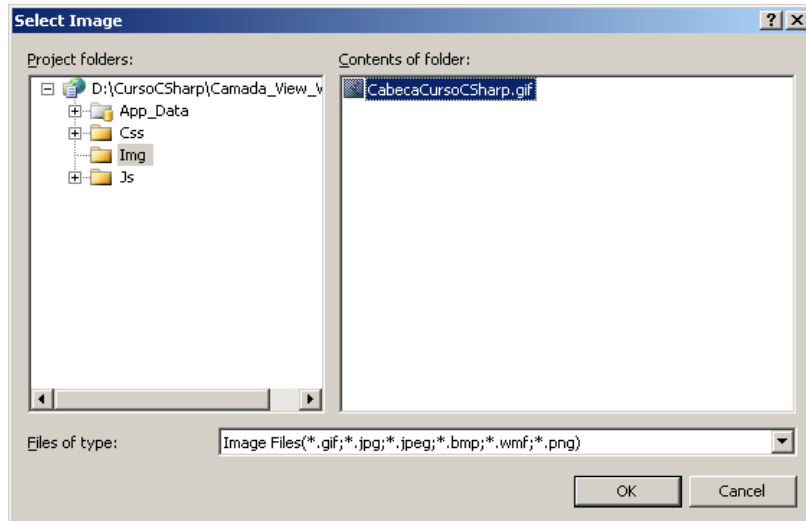 Select Image
Project folders:
Contents of folder:
D:\CursoCSharp\Camada_View_
App_Data
Css
Img
Js
CabecaCursoCSharp.gif
Files of type:
Image Files(*.gif;*.jpg;*.jpeg;*.bmp;*.wmf;*.png)
OK
Cancel